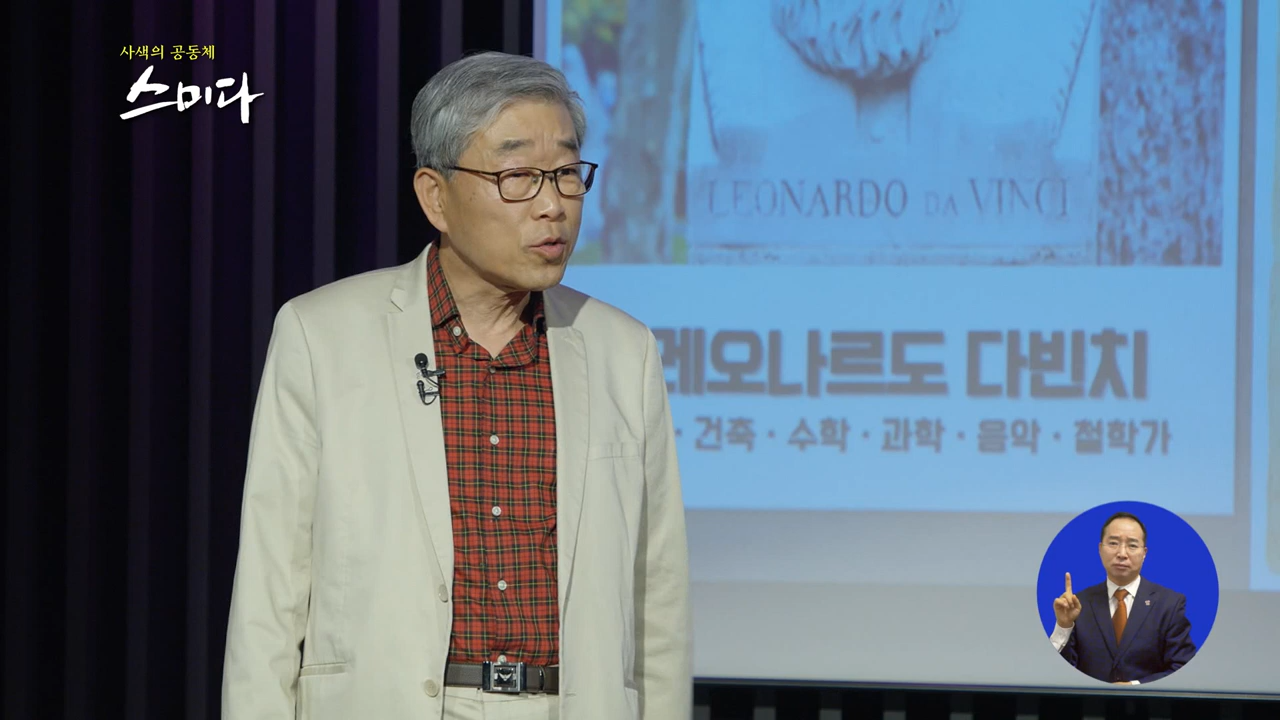 사색의 공동체
스미다
LEONARDO DA VINCI
레오나르도 다빈치
· 건축 · 수학 · 과학 · 음악 · 철학가